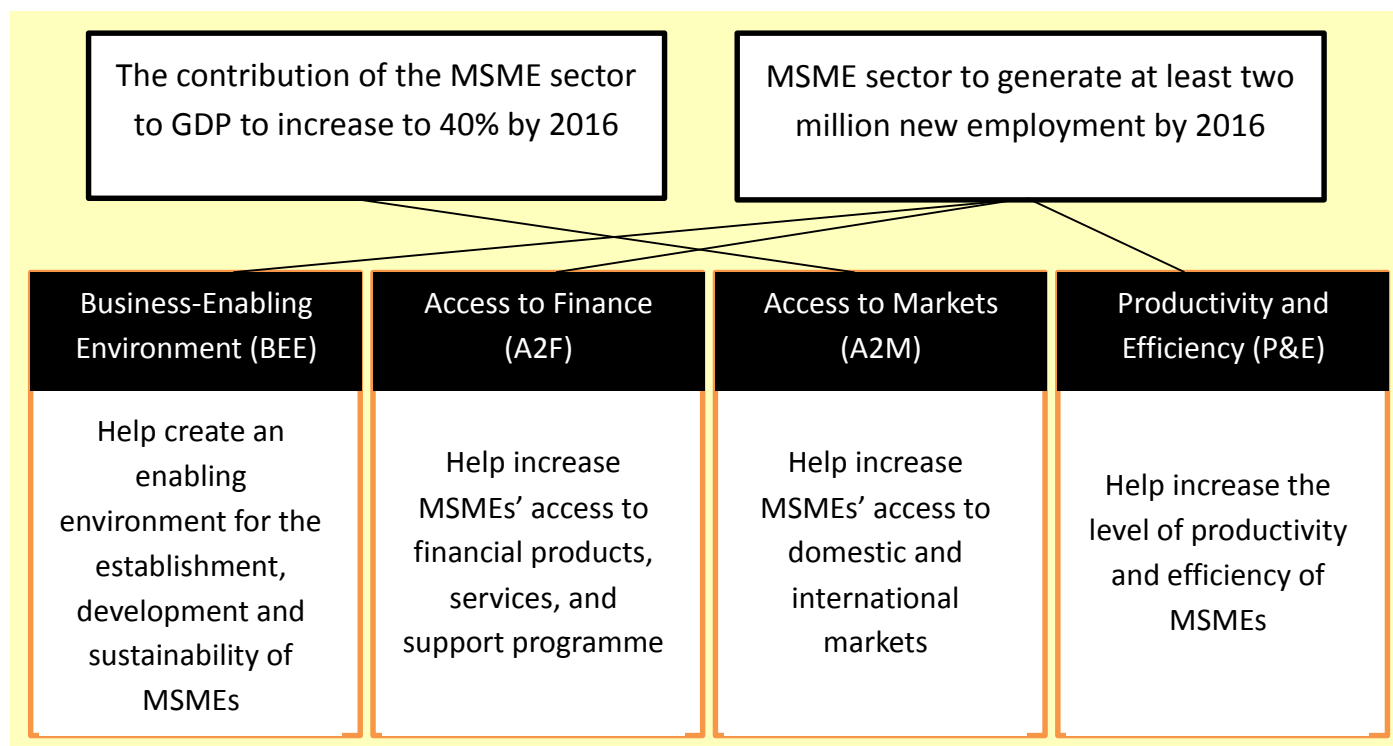 The contribution of the MSME sector
to GDP to increase to 40% by 2016
MSME sector to generate at least two
million new employment by 2016
Business-Enabling
Environment (BEE)
Help create an
enabling
environment for the
establishment,
development and
sustainability of
MSMEs
Access to Finance
(A2F)
Help increase
MSMEs’ access to
financial products,
services, and
support programme
Access to Markets
(A2M)
Help increase
MSMEs’ access to
domestic and
international
markets
Productivity and
Efficiency (P&E)
Help increase the
level of productivity
and efficiency of
MSMEs